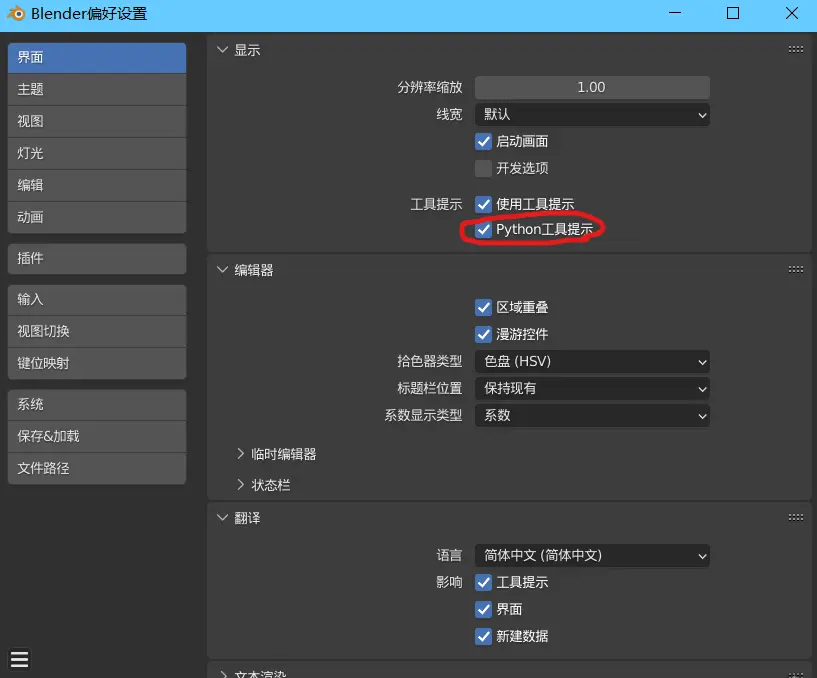 Blender偏好设置
界面
主题
视图
灯光
编辑
动画
插件
输入
视图切换
键位映射
系统
保存&加载
文件路径
显示
分辨率缩放 1.00
线宽 默认
启动画面
开发选项
工具提示 使用工具提示
Python工具提示
编辑器
区域重叠
漫游控件
拾色器类型 色盘 (HSV)
标题栏位置 保持现有
系数显示类型 系数
临时编辑器
状态栏
翻译
语言 简体中文 (简体中文)
影响 工具提示
界面
新建数据
文本渲染